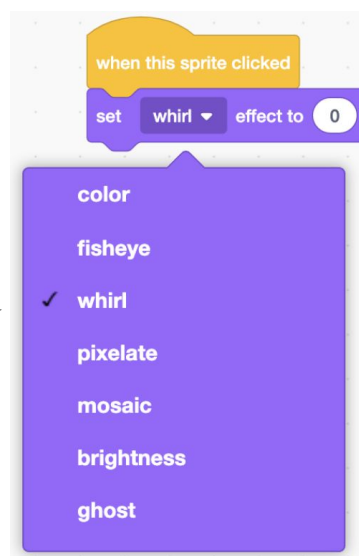 when this sprite clicked
set whirl effect to 0
color
fisheye
✓ whirl
pixelate
mosaic
brightness
ghost